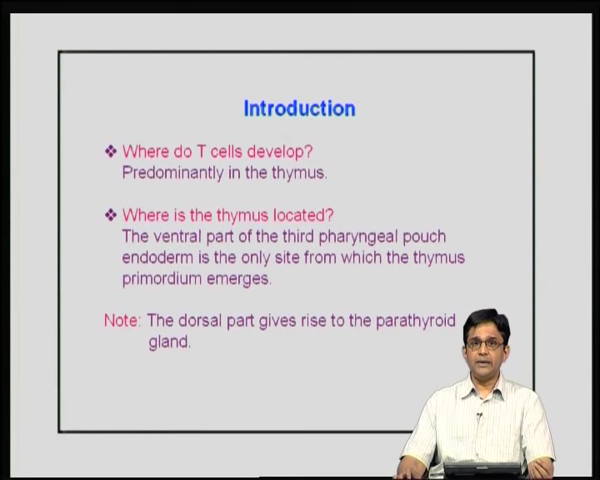 Introduction
❖ Where do T cells develop?
Predominantly in the thymus.
❖ Where is the thymus located?
The ventral part of the third pharyngeal pouch
endoderm is the only site from which the thymus
primordium emerges.
Note: The dorsal part gives rise to the parathyroid
gland.